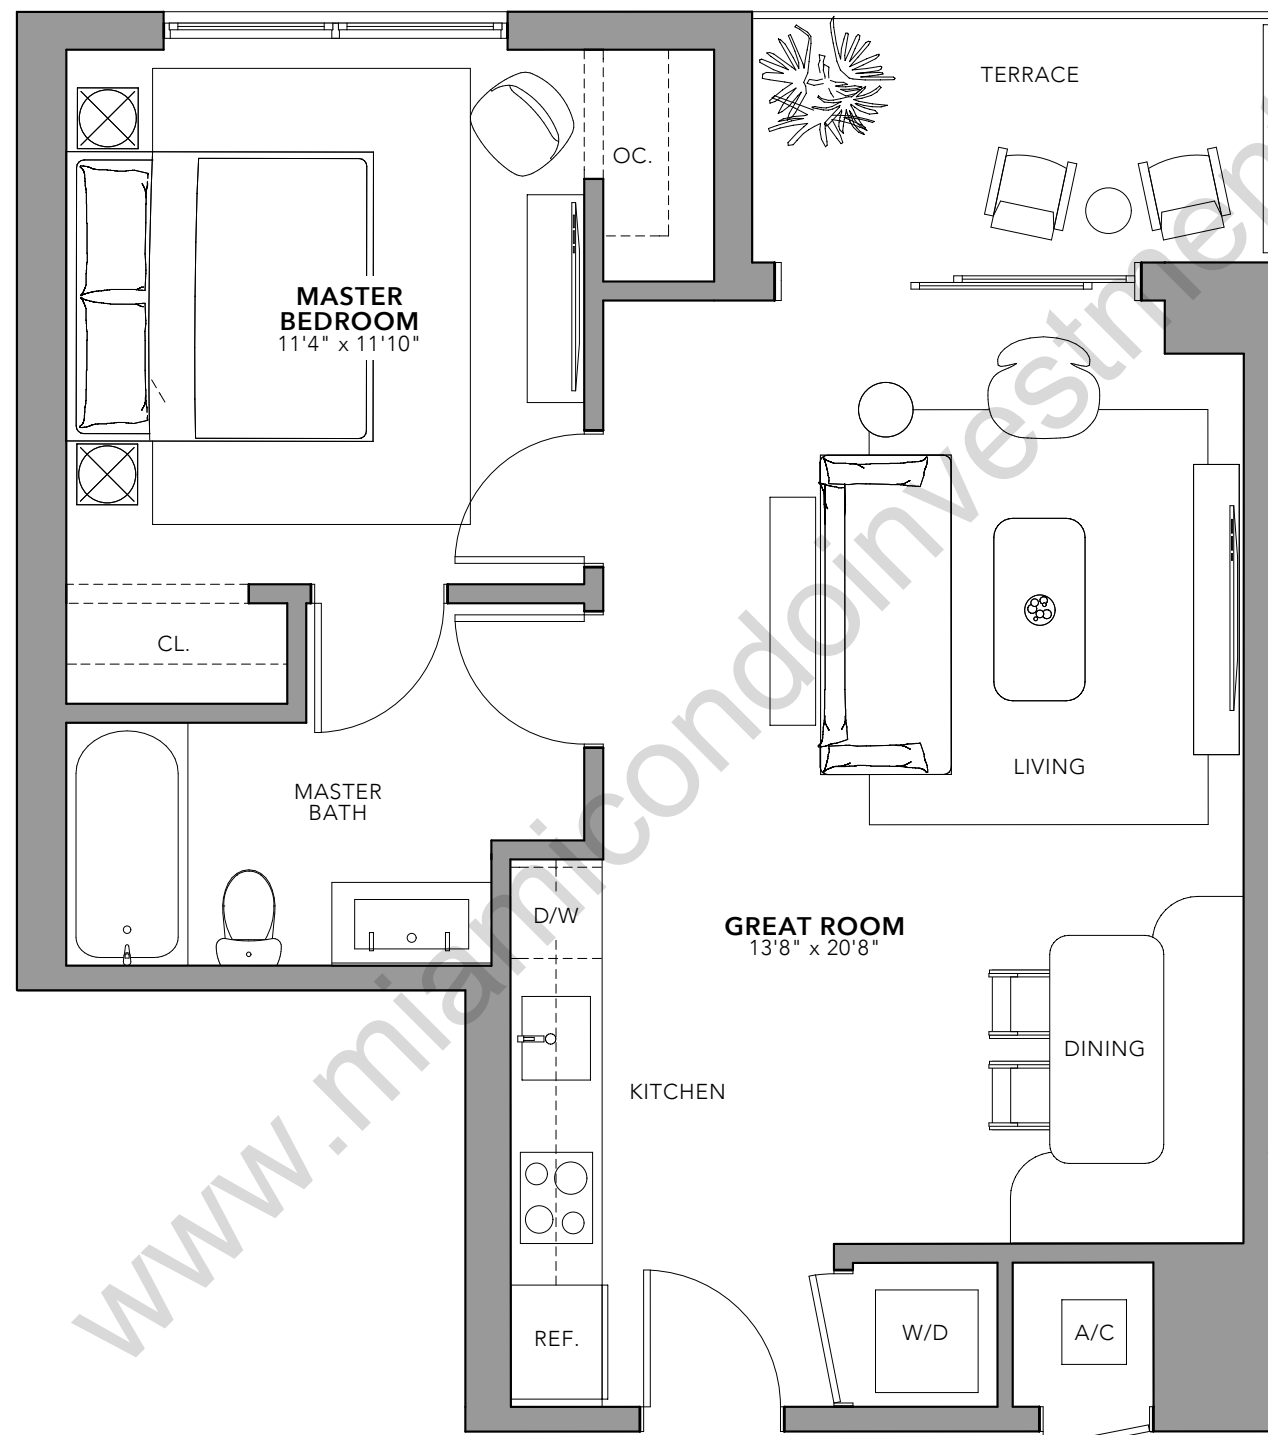 TERRACE
OC.
MASTER
BEDROOM
11'4" x 11'10"
CL.
LIVING
MASTER
BATH
D/W
GREAT ROOM
13'8" x 20'8"
DINING
KITCHEN
REF.
W/D
A/C
www.miamicondoinvestmen